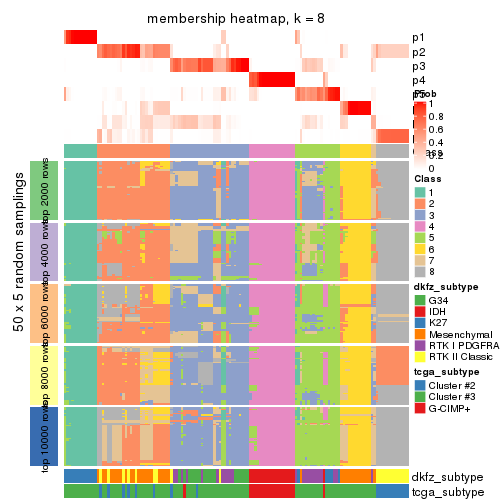 membership heatmap, k = 8
p1
p2
p3
p4
Prob
1
0.8
0.6
0.4
0.2
0
Class
1
2
3
4
5
6
7
8
dkfz_subtype
G34
IDH
K27
Mesenchymal
RTK I PDGFRA
RTK II Classic
tcga_subtype
Cluster #2
Cluster #3
G-CIMP+
50 x 5 random samplings
top 2000 rows
top 4000 rows
top 6000 rows
top 8000 rows
top 10000 rows
dkfz_subtype
tcga_subtype